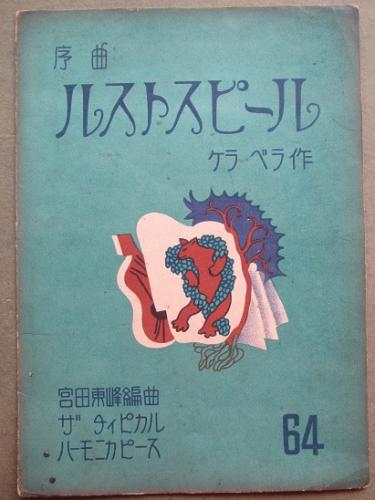 序曲
ルストスピール
ケラ ベラ作
宮田東峰編曲
ザ ティピカル
ハーモニカピース
64